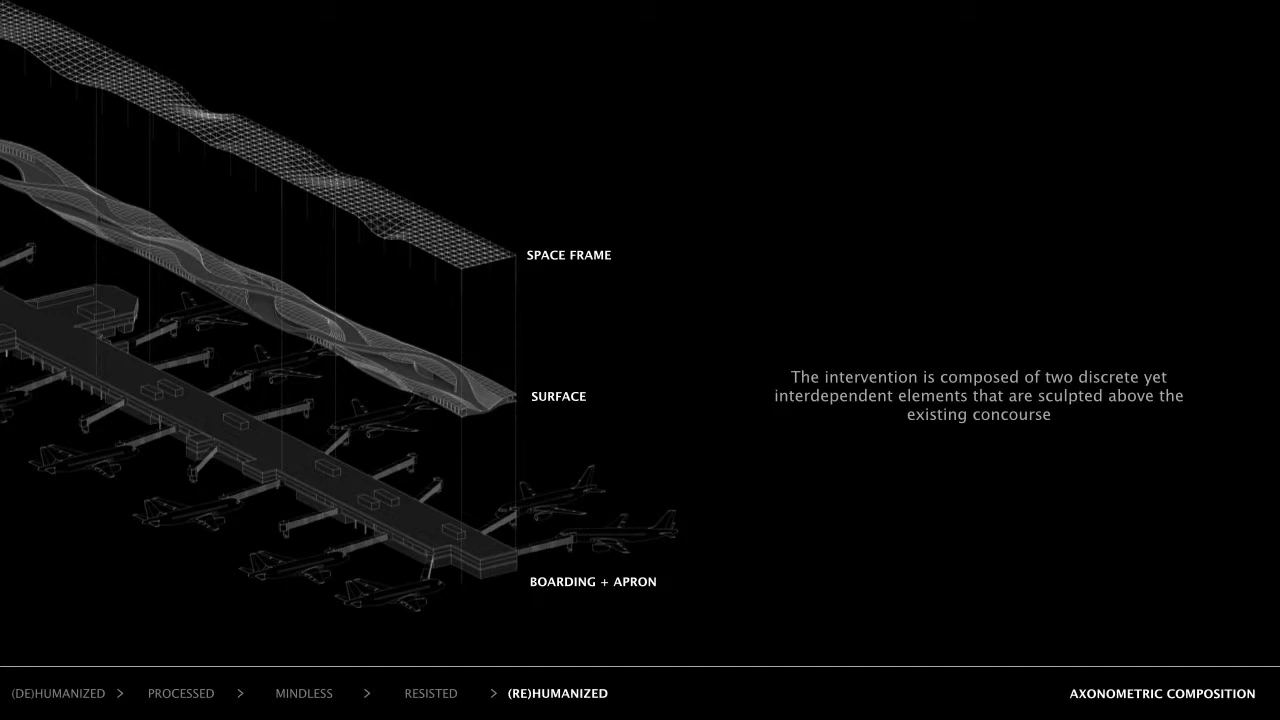 SPACE FRAME
SURFACE
The intervention is composed of two discrete yet
interdependent elements that are sculpted above the
existing concourse
BOARDING + APRON
(DE)HUMANIZED > PROCESSED > MINDLESS > RESISTED > (RE)HUMANIZED
AXONOMETRIC COMPOSITION